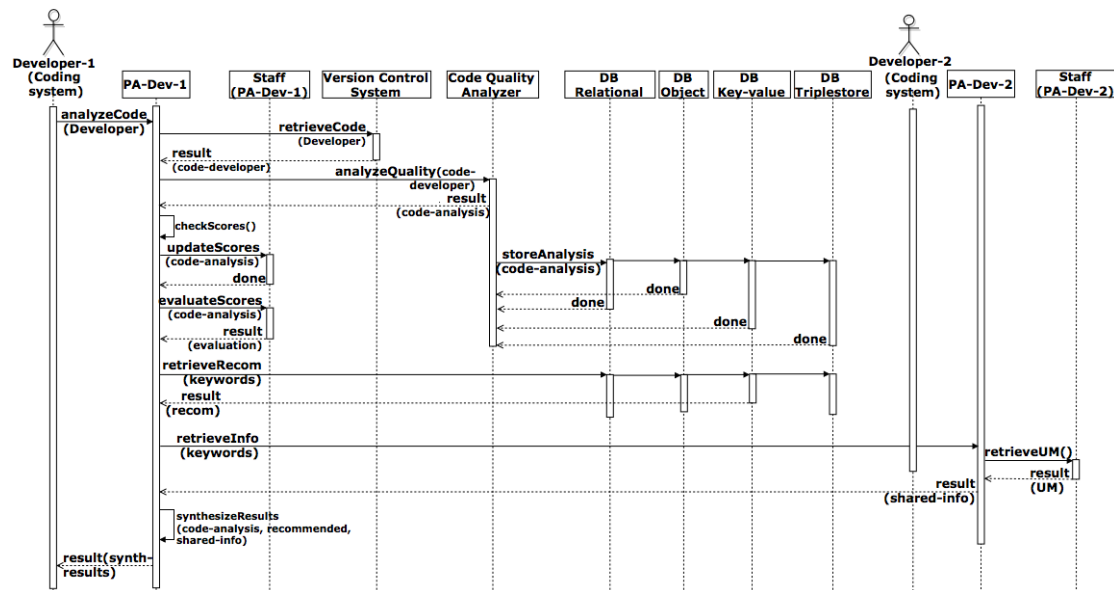 Developer-1
(Coding
system)
PA-Dev-1
Staff
(PA-Dev-1)
Version Control
System
Code Quality
Analyzer
DB
Relational
DB
Object
DB
Key-value
DB
Triplestore
Developer-2
(Coding
system)
PA-Dev-2
Staff
(PA-Dev-2)
analyzeCode
(Developer)
retrieveCode
(Developer)
result
(code-developer)
analyzeQuality(code-
developer)
result
(code-analysis)
checkScores()
updateScores
(code-analysis)
done
storeAnalysis
(code-analysis)
done
done
evaluateScores
(code-analysis)
done
result
(evaluation)
done
retrieveRecom
(keywords)
result
(recom)
retrieveInfo
(keywords)
retrieveUM()
result
(UM)
result
(shared-info)
synthesizeResults
(code-analysis, recommended,
shared-info)
result(synth-
results)